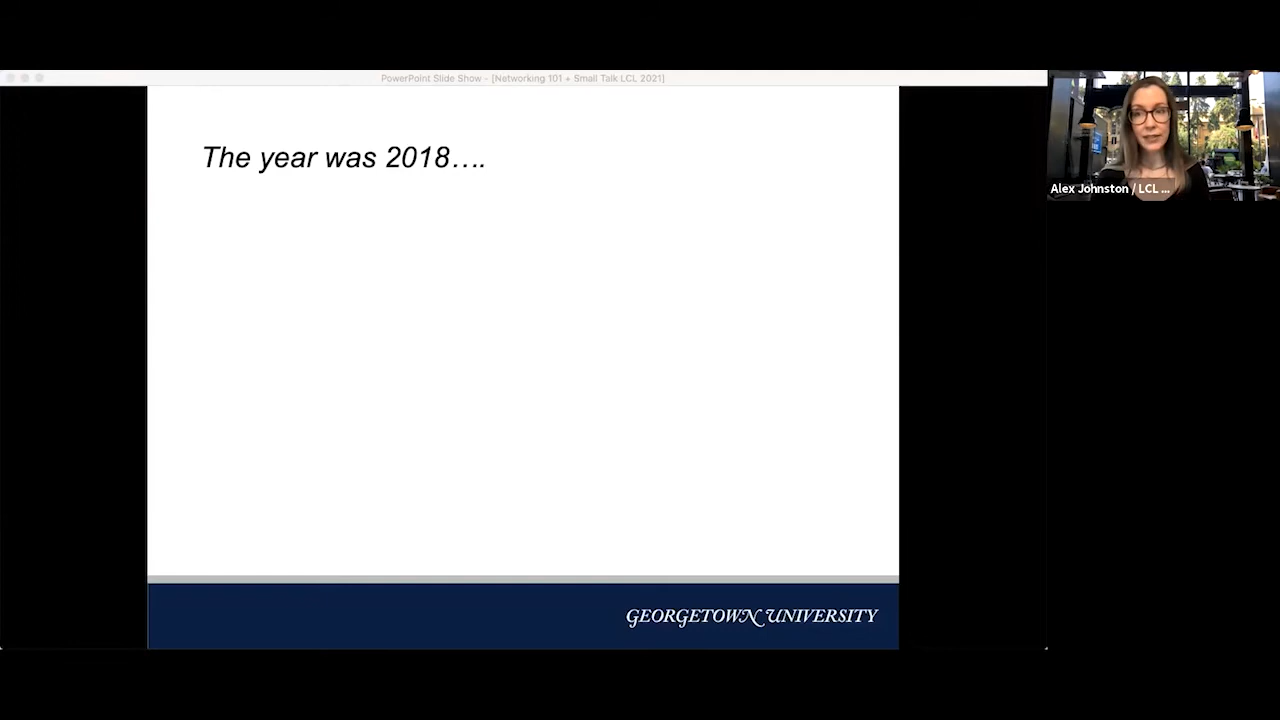 PowerPoint Slide Show - [Networking 101 + Small Talk LCL 2021]
The year was 2018….
Alex Johnston / LCL ...
GEORGETOWN UNIVERSITY